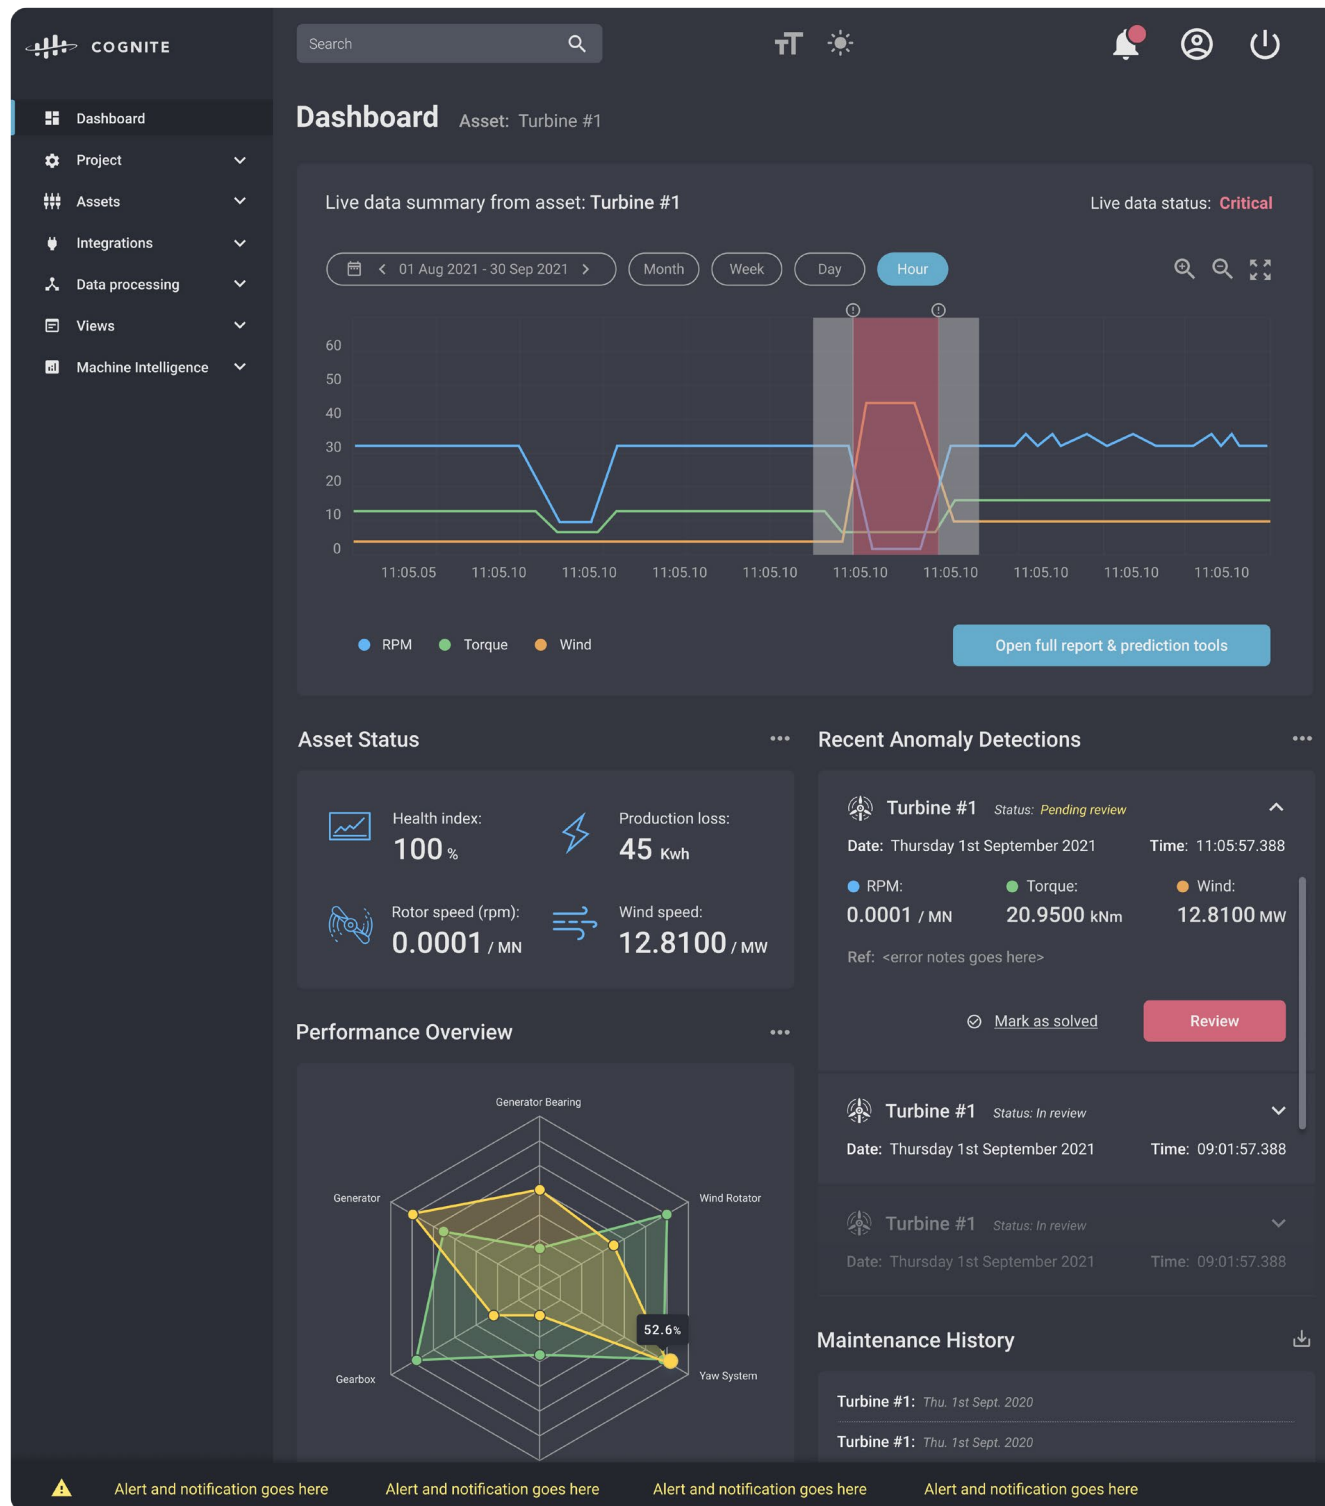 COGNITE
Search
TT
Dashboard
Project
Assets
Integrations
Data processing
Views
Machine Intelligence
Dashboard Asset: Turbine #1
Live data summary from asset: Turbine #1
Live data status: Critical
01 Aug 2021 - 30 Sep 2021
Month
Week
Day
Hour
60
50
40
30
20
10
0
11:05.05 11:05.10 11:05.10 11:05.10 11:05.10 11:05.10 11:05.10 11:05.10 11:05.10 11:05.10
RPM Torque Wind
Open full report & prediction tools
Asset Status
Health index:
100 %
Production loss:
45 Kwh
Rotor speed (rpm):
0.0001 / MN
Wind speed:
12.8100 / MW
Performance Overview
Generator Bearing
Generator
Wind Rotator
52.6%
Gearbox
Yaw System
Recent Anomaly Detections
Turbine #1 Status: Pending review
Date: Thursday 1st September 2021 Time: 11:05:57.388
RPM: Torque: Wind:
0.0001 / MN 20.9500 kNm 12.8100 MW
Ref: <error notes goes here>
Mark as solved
Review
Turbine #1 Status: In review
Date: Thursday 1st September 2021 Time: 09:01:57.388
Turbine #1 Status: In review
Date: Thursday 1st September 2021 Time: 09:01:57.388
Maintenance History
Turbine #1: Thu. 1st Sept. 2020
Turbine #1: Thu. 1st Sept. 2020
Alert and notification goes here Alert and notification goes here Alert and notification goes here Alert and notification goes here